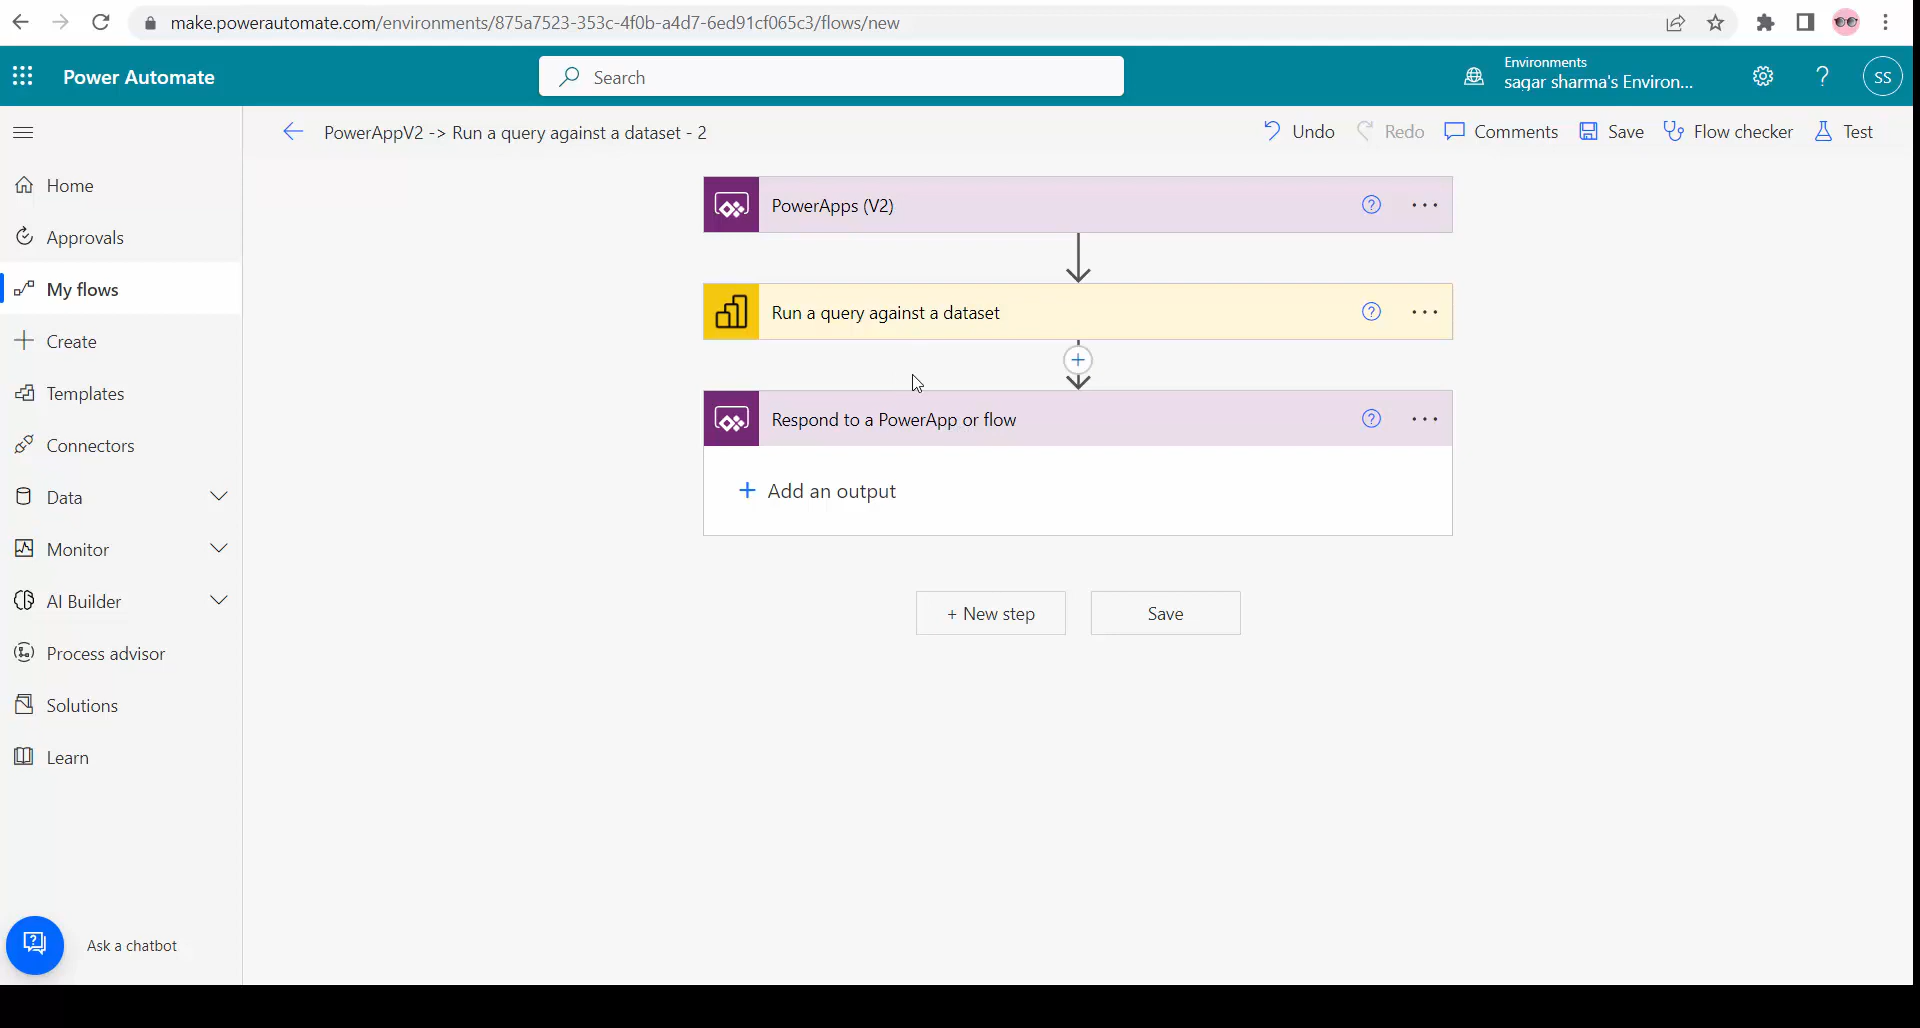 make.powerautomate.com/environments/875a7523-353c-4f0b-a4d7-6ed91cf065c3/flows/new
Power Automate
Search
Environments
sagar sharma's Environ...
?
SS
PowerAppV2 -> Run a query against a dataset - 2
Undo
Redo
Comments
Save
Flow checker
Test
Home
Approvals
My flows
Create
Templates
Connectors
Data
Monitor
AI Builder
Process advisor
Solutions
Learn
Ask a chatbot
PowerApps (V2)
Run a query against a dataset
Respond to a PowerApp or flow
+ Add an output
+ New step
Save